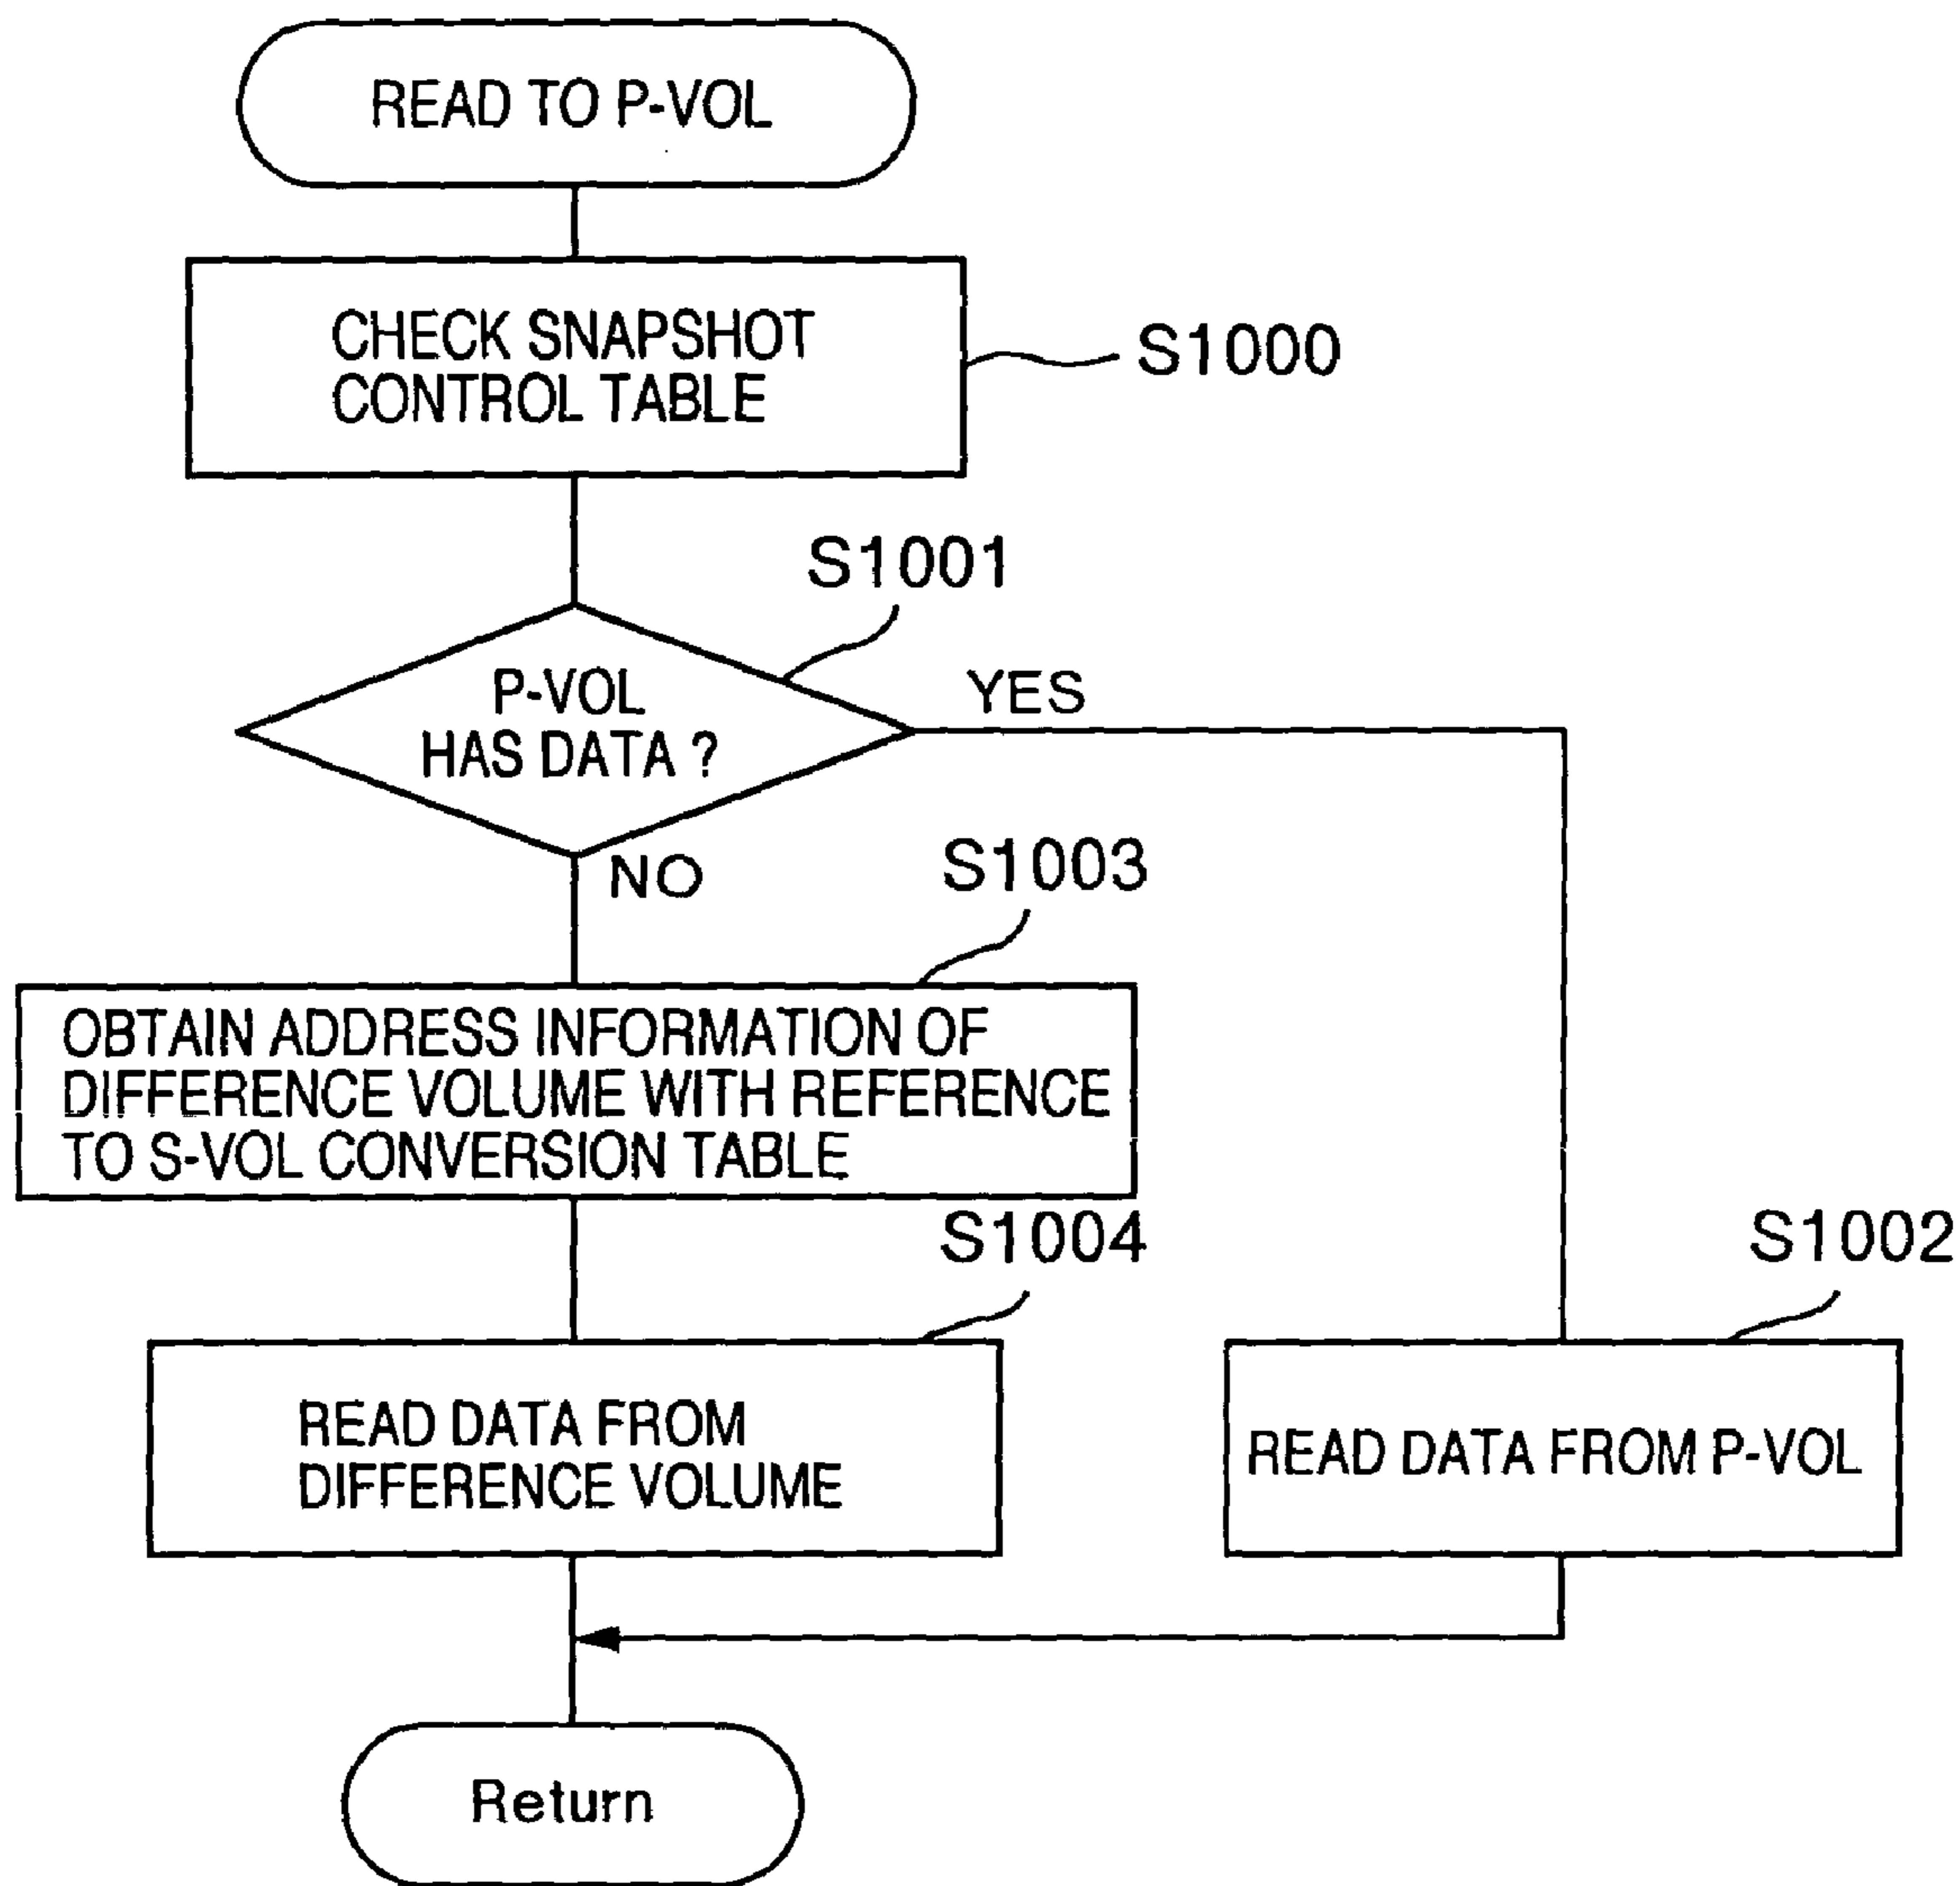 READ TO P-VOL
CHECK SNAPSHOT
CONTROL TABLE
S1000
S1001
P-VOL
HAS DATA ?
YES
NO
S1003
OBTAIN ADDRESS INFORMATION OF
DIFFERENCE VOLUME WITH REFERENCE
TO S-VOL CONVERSION TABLE
S1004
S1002
READ DATA FROM
DIFFERENCE VOLUME
READ DATA FROM P-VOL
Return